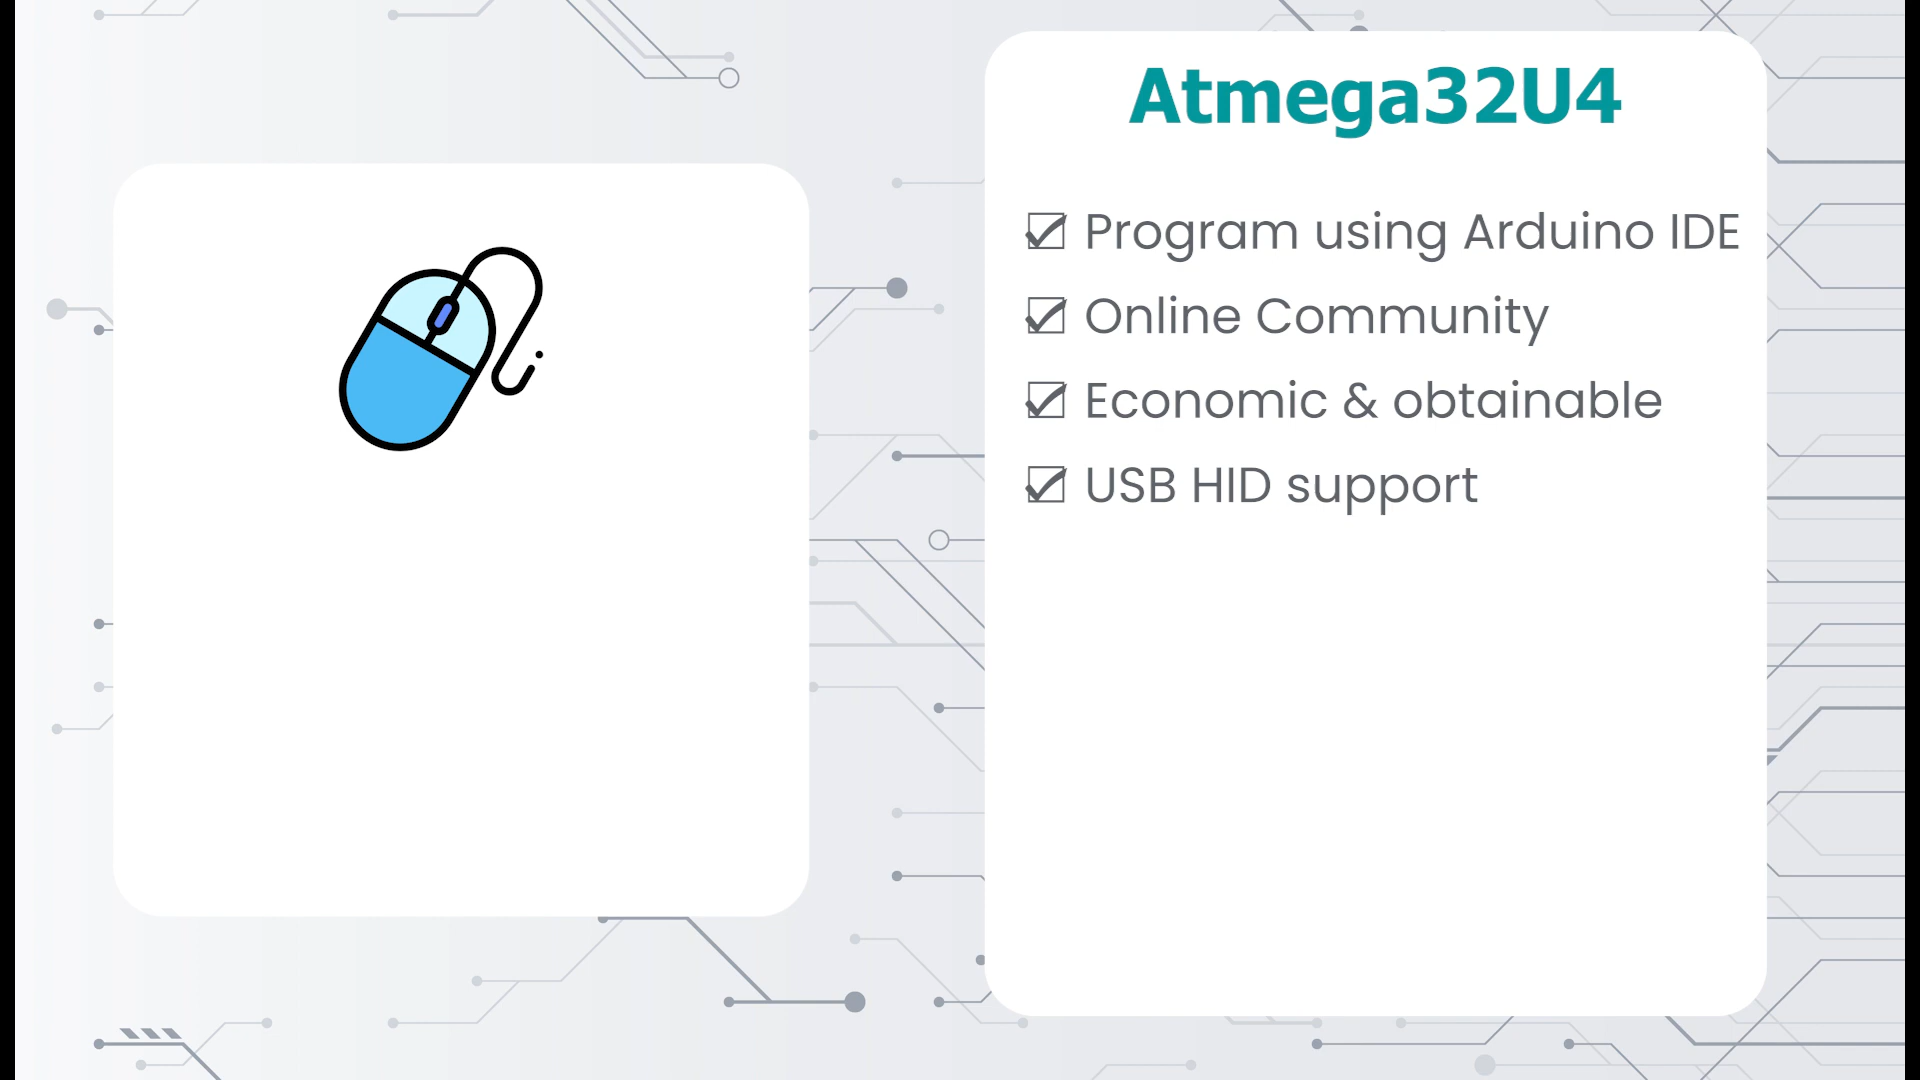 Atmega32U4
Program using Arduino IDE
Online Community
Economic & obtainable
USB HID support